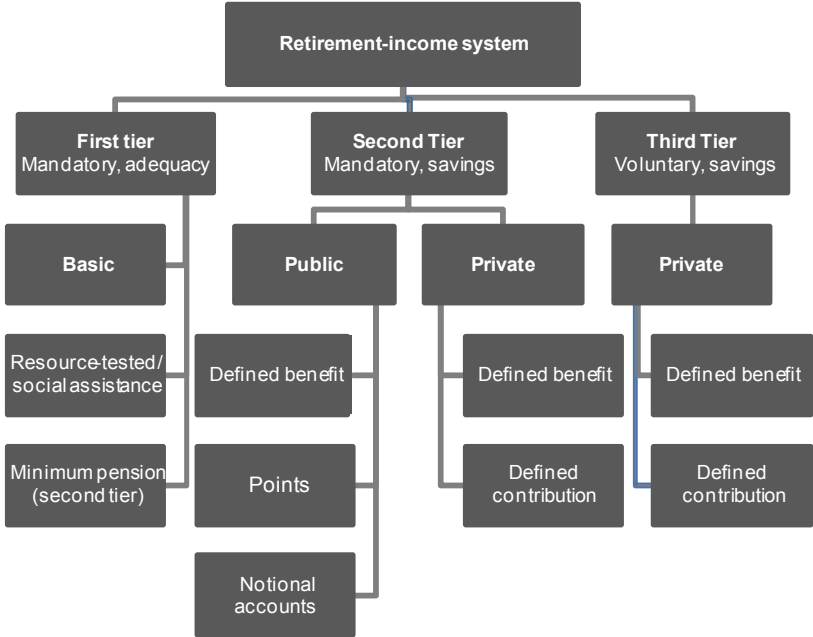 Retirement-income system
First tier
Mandatory, adequacy
Second Tier
Mandatory, savings
Third Tier
Voluntary, savings
Basic
Public
Private
Private
Resource-tested/
social assistance
Defined benefit
Defined benefit
Defined benefit
Minimum pension
(second tier)
Points
Defined
contribution
Defined
contribution
Notional
accounts